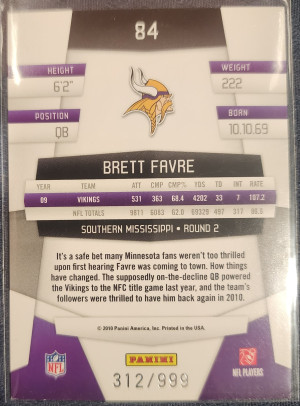 84
HEIGHT
6'2"
WEIGHT
222
POSITION
QB
BORN
10.10.69
BRETT FAVRE
YEAR TEAM ATT CMP CMP% YDS TD INT RATE
09 VIKINGS 531 363 68.4 4202 33 7 107.2
NFL TOTALS 9811 6083 62.0 69329 497 317
SOUTHERN MISSISSIPPI • ROUND 2
It's a safe bet many Minnesota fans weren't too thrilled
upon first hearing Favre was coming to town. How things
have changed. The supposedly on-the-decline QB powered
the Vikings to the NFC title game last year, and the team's
followers were thrilled to have him back again in 2010.
© 2010 Panini America, Inc. Printed in the USA.
NFL
PANINI
NFL PLAYERS
312/999